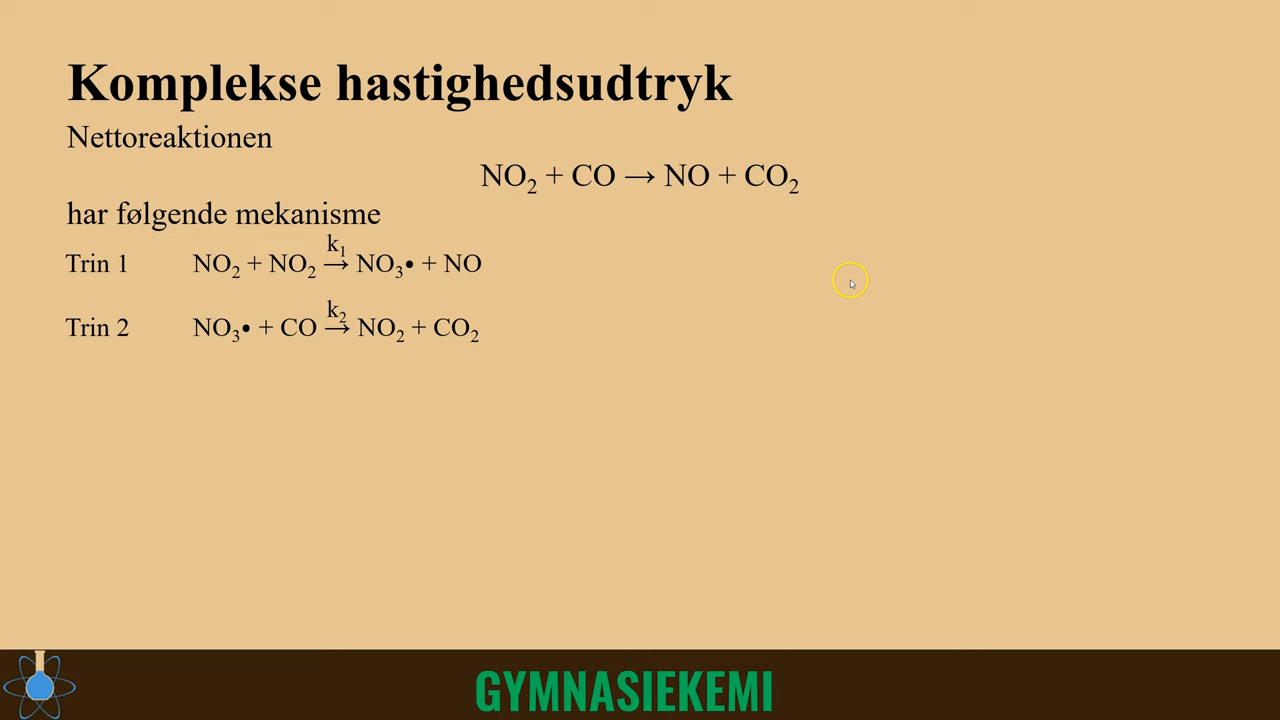 Komplekse hastighedsudtryk
Nettoreaktionen
NO₂ + CO → NO + CO₂
har følgende mekanisme
Trin 1 NO₂ + NO₂ k₁→ NO₃• + NO
Trin 2 NO₃• + CO k₂→ NO₂ + CO₂
GYMNASIEKEMI